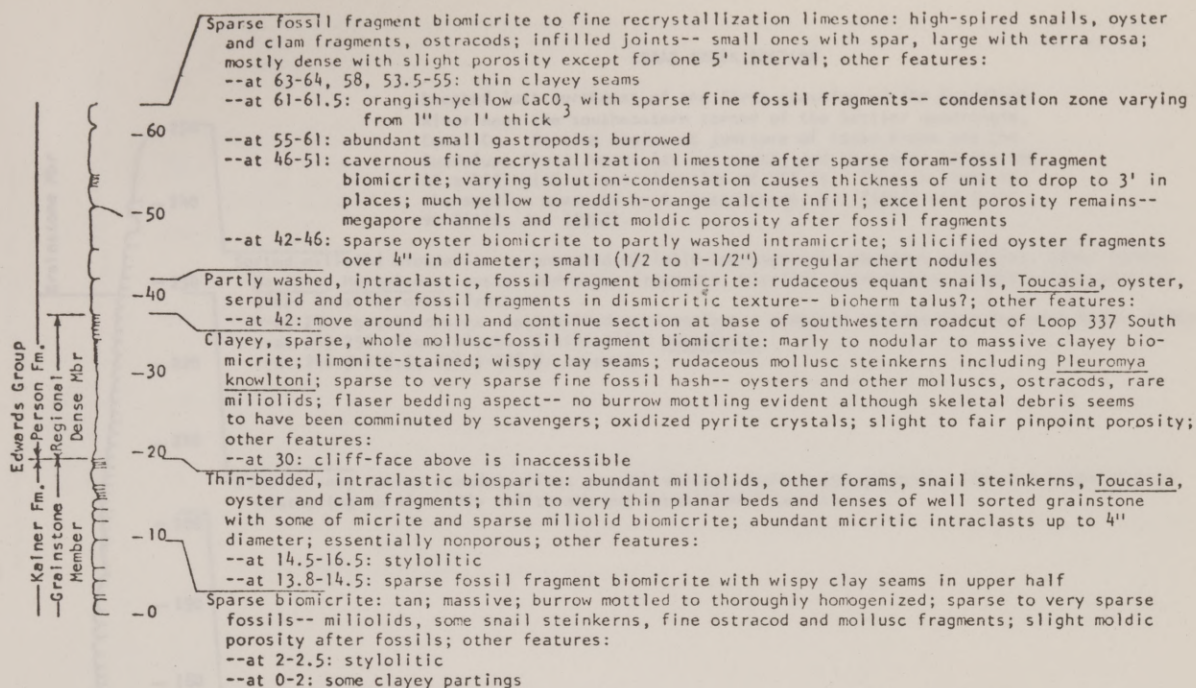 Sparse fossil fragment biomicrite to fine recrystallization limestone: high-spired snails, oyster
and clam fragments, ostracods; infilled joints-- small ones with spar, large with terra rosa;
mostly dense with slight porosity except for one 5' interval; other features:
--at 63-64, 58, 53.5-55: thin clayey seams
--at 61-61.5: orangish-yellow CaCO3 with sparse fine fossil fragments-- condensation zone varying
from 1" to 1' thick
--at 55-61: abundant small gastropods; burrowed
--at 46-51: cavernous fine recrystallization limestone after sparse foram-fossil fragment
biomicrite; varying solution-condensation causes thickness of unit to drop to 3' in
places; much yellow to reddish-orange calcite infill; excellent porosity remains--
megapore channels and relict moldic porosity after fossil fragments
--at 42-46: sparse oyster biomicrite to partly washed intramicrite; silicified oyster fragments
over 4" in diameter; small (1/2 to 1-1/2") irregular chert nodules
Partly washed, intraclastic, fossil fragment biomicrite: rudaceous equant snails, Toucasia, oyster,
serpulid and other fossil fragments in dismicritic texture-- bioherm talus?; other features:
--at 42: move around hill and continue section at base of southwestern roadcut of Loop 337 South
Clayey, sparse, whole mollusc-fossil fragment biomicrite: marly to nodular to massive clayey bio-
micrite; limonite-stained; wispy clay seams; rudaceous mollusc steinkerns including Pleuromya
knowltoni; sparse to very sparse fine fossil hash-- oysters and other molluscs, ostracods, rare
miliolids; flaser bedding aspect-- no burrow mottling evident although skeletal debris seems
to have been comminuted by scavengers; oxidized pyrite crystals; slight to fair pinpoint porosity;
other features:
--at 30: cliff-face above is inaccessible
Thin-bedded, intraclastic biosparite: abundant miliolids, other forams, snail steinkerns, Toucasia,
oyster and clam fragments; thin to very thin planar beds and lenses of well sorted grainstone
with some of micrite and sparse miliolid biomicrite; abundant micritic intraclasts up to 4"
diameter; essentially nonporous; other features:
--at 14.5-16.5: stylolitic
--at 13.8-14.5: sparse fossil fragment biomicrite with wispy clay seams in upper half
Sparse biomicrite: tan; massive; burrow mottled to thoroughly homogenized; sparse to very sparse
fossils-- miliolids, some snail steinkerns, fine ostracod and mollusc fragments; slight moldic
porosity after fossils; other features:
--at 2-2.5: stylolitic
--at 0-2: some clayey partings
60
50
40
30
20
10
0
Edwards Group
Kainer Fm.
Person Fm.
Grainstone
Member
Regional
Dense Mbr